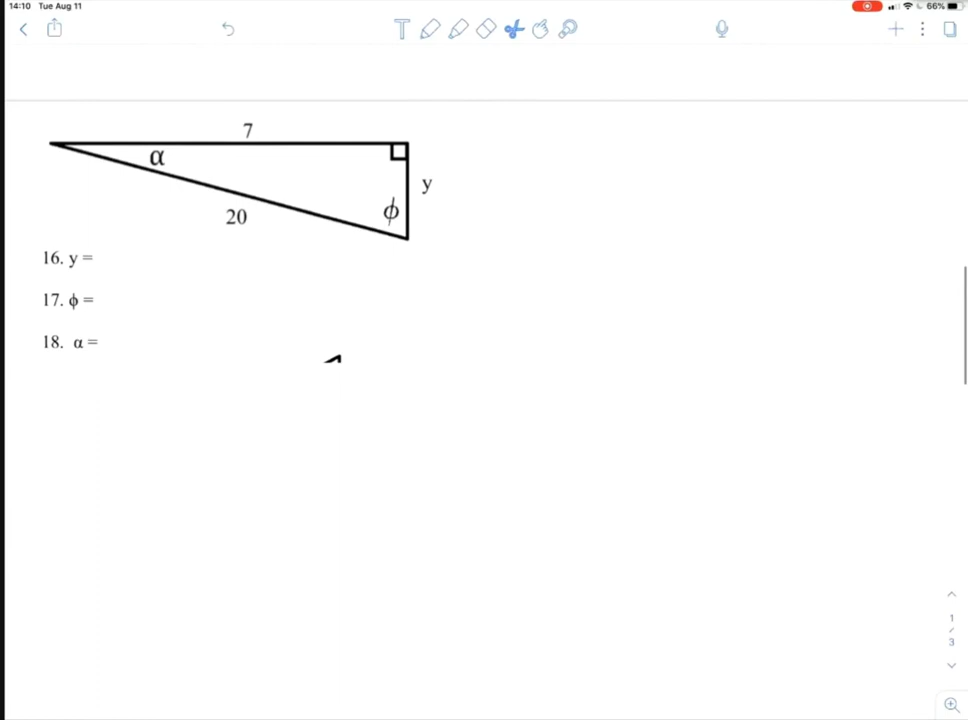 14:10 Tue Aug 11
66%
T
7
α
y
20
ϕ
16. y =
17. ϕ =
18. α =
1
/
3